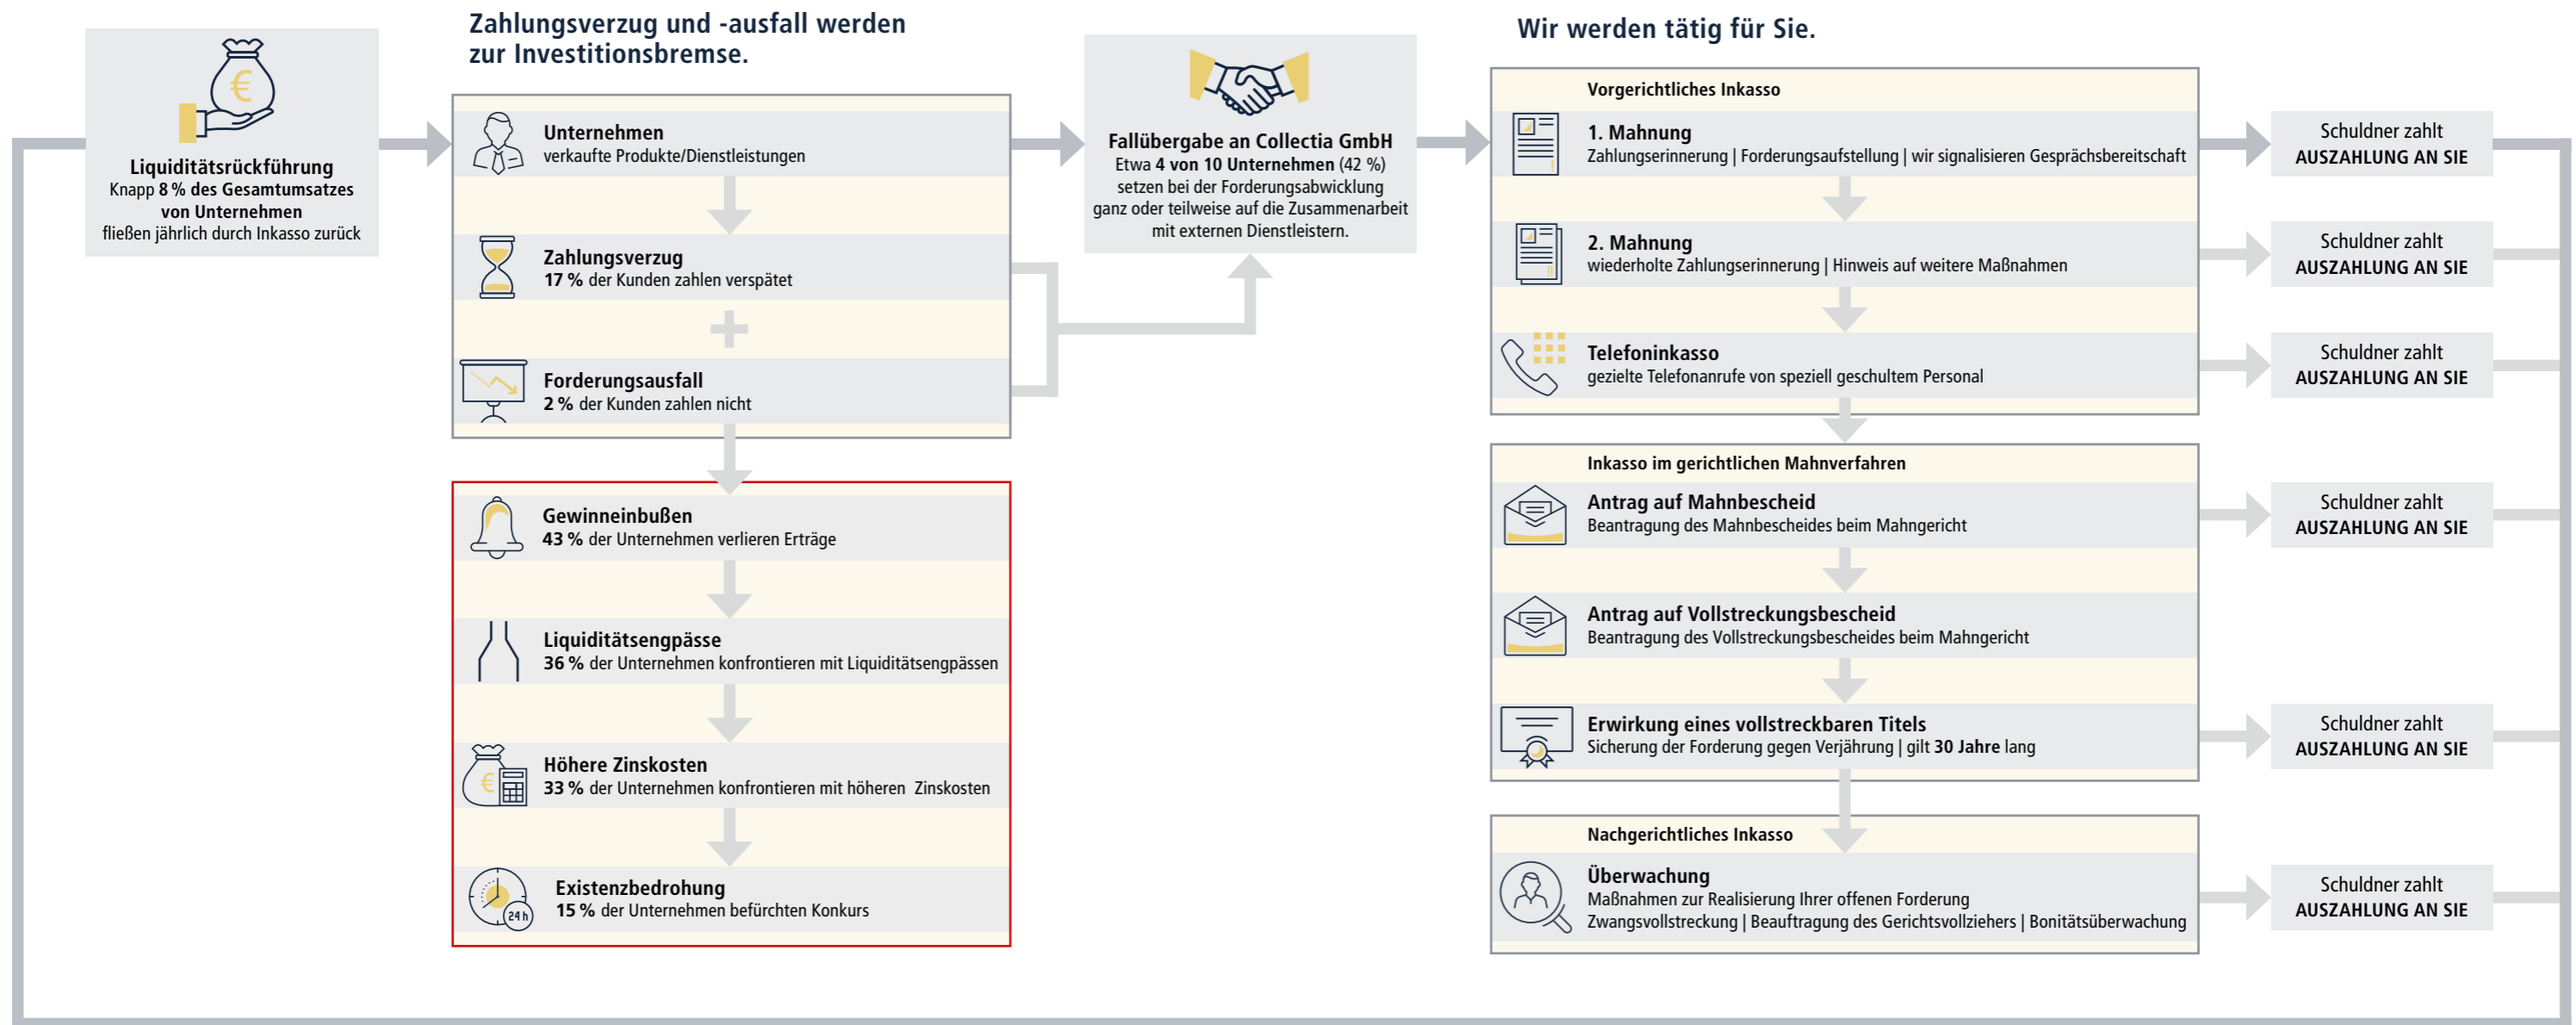 €
Liquiditätsrückführung
Knapp 8 % des Gesamtumsatzes
von Unternehmen
fließen jährlich durch Inkasso zurück
Zahlungsverzug und -ausfall werden
zur Investitionsbremse.
Unternehmen
verkaufte Produkte/Dienstleistungen
Zahlungsverzug
17 % der Kunden zahlen verspätet
Forderungsausfall
2 % der Kunden zahlen nicht
Gewinneinbußen
43 % der Unternehmen verlieren Erträge
Liquiditätsengpässe
36 % der Unternehmen konfrontieren mit Liquiditätsengpässen
€
Höhere Zinskosten
33 % der Unternehmen konfrontieren mit höheren Zinskosten
24 h
Existenzbedrohung
15 % der Unternehmen befürchten Konkurs
Fallübergabe an Collectia GmbH
Etwa 4 von 10 Unternehmen (42 %)
setzen bei der Forderungsabwicklung
ganz oder teilweise auf die Zusammenarbeit
mit externen Dienstleistern.
Wir werden tätig für Sie.
Vorgerichtliches Inkasso
1. Mahnung
Zahlungserinnerung | Forderungsaufstellung | wir signalisieren Gesprächsbereitschaft
Schuldner zahlt
AUSZAHLUNG AN SIE
2. Mahnung
wiederholte Zahlungserinnerung | Hinweis auf weitere Maßnahmen
Schuldner zahlt
AUSZAHLUNG AN SIE
Telefoninkasso
gezielte Telefonanrufe von speziell geschultem Personal
Schuldner zahlt
AUSZAHLUNG AN SIE
Inkasso im gerichtlichen Mahnverfahren
Antrag auf Mahnbescheid
Beantragung des Mahnbescheides beim Mahngericht
Schuldner zahlt
AUSZAHLUNG AN SIE
Antrag auf Vollstreckungsbescheid
Beantragung des Vollstreckungsbescheides beim Mahngericht
Erwirkung eines vollstreckbaren Titels
Sicherung der Forderung gegen Verjährung | gilt 30 Jahre lang
Schuldner zahlt
AUSZAHLUNG AN SIE
Nachgerichtliches Inkasso
Überwachung
Maßnahmen zur Realisierung Ihrer offenen Forderung
Zwangsvollstreckung | Beauftragung des Gerichtsvollziehers | Bonitätsüberwachung
Schuldner zahlt
AUSZAHLUNG AN SIE